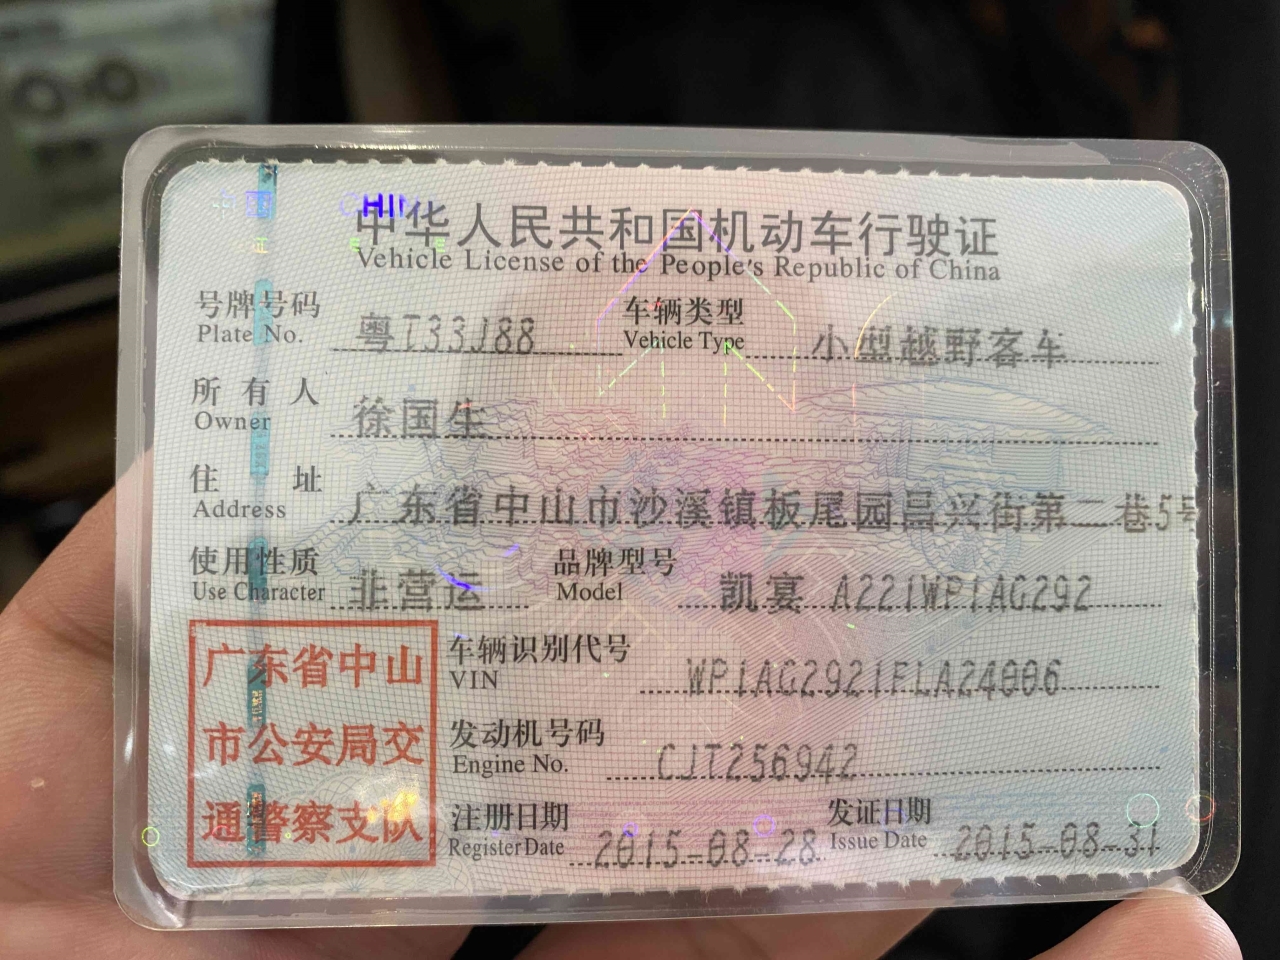 中华人民共和国机动车行驶证
Vehicle License of the People's Republic of China
号牌号码 粤T33J88 车辆类型 小型越野客车
Plate No. Vehicle Type
所有人 徐国生
Owner
住址 广东省中山市沙溪镇板尾园昌兴街第二巷5号
Address
使用性质 非营运 品牌型号 凯宴 A221WP1AG292
Use Character Model
广东省中山
市公安局交
通警察支队
车辆识别代号 WP1AG2921FLA24006
VIN
发动机号码 CJT256942
Engine No.
注册日期 2015-08-28 发证日期 2015-08-31
Register Date Issue Date